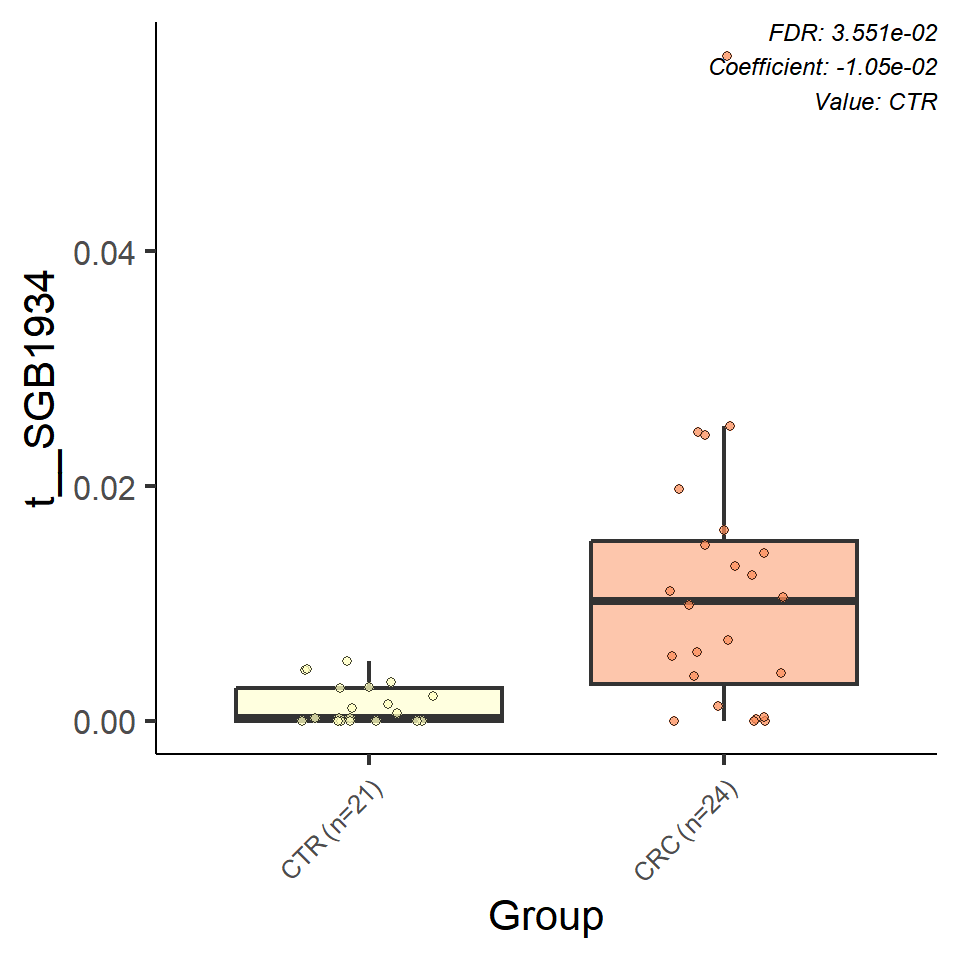 FDR: 3.551e-02
Coefficient: -1.05e-02
Value: CTR
t__SGB1934
0.04
0.02
0.00
CTR (n=21)
CRC (n=24)
Group